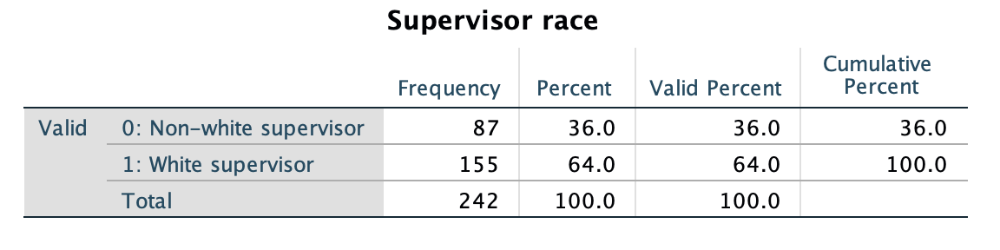 Supervisor race
Frequency Percent Valid Percent Cumulative Percent
Valid 0: Non-white supervisor 87 36.0 36.0 36.0
1: White supervisor 155 64.0 64.0 100.0
Total 242 100.0 100.0